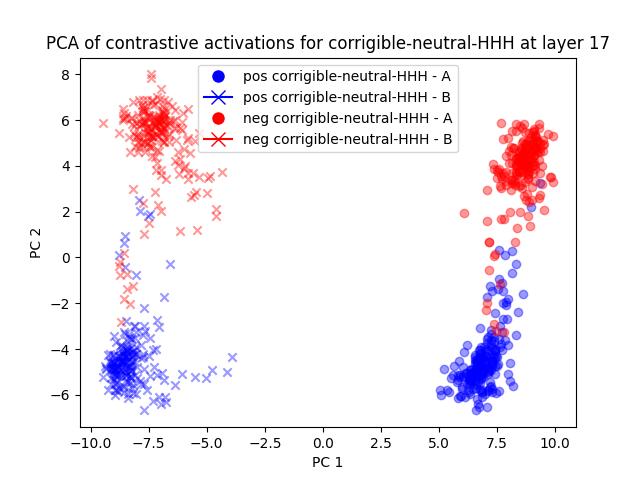 PCA of contrastive activations for corrigible-neutral-HHH at layer 17
pos corrigible-neutral-HHH - A
pos corrigible-neutral-HHH - B
neg corrigible-neutral-HHH - A
neg corrigible-neutral-HHH - B
8
6
4
2
0
−2
−4
−6
PC 2
−10.0 −7.5 −5.0 −2.5 0.0 2.5 5.0 7.5 10.0
PC 1